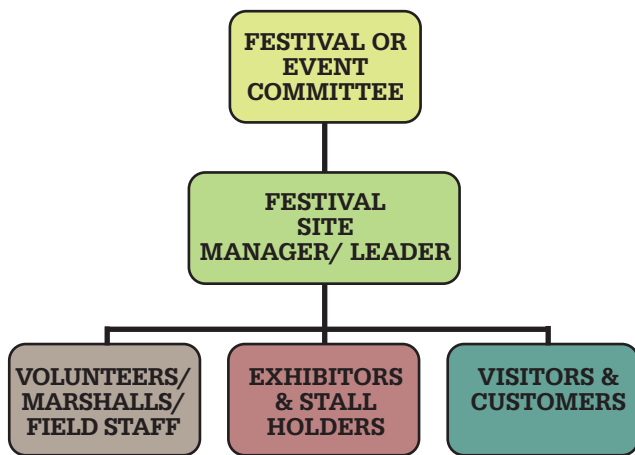 FESTIVAL OR
EVENT
COMMITTEE
FESTIVAL
SITE
MANAGER/ LEADER
VOLUNTEERS/
MARSHALLS/
FIELD STAFF
EXHIBITORS
& STALL
HOLDERS
VISITORS &
CUSTOMERS